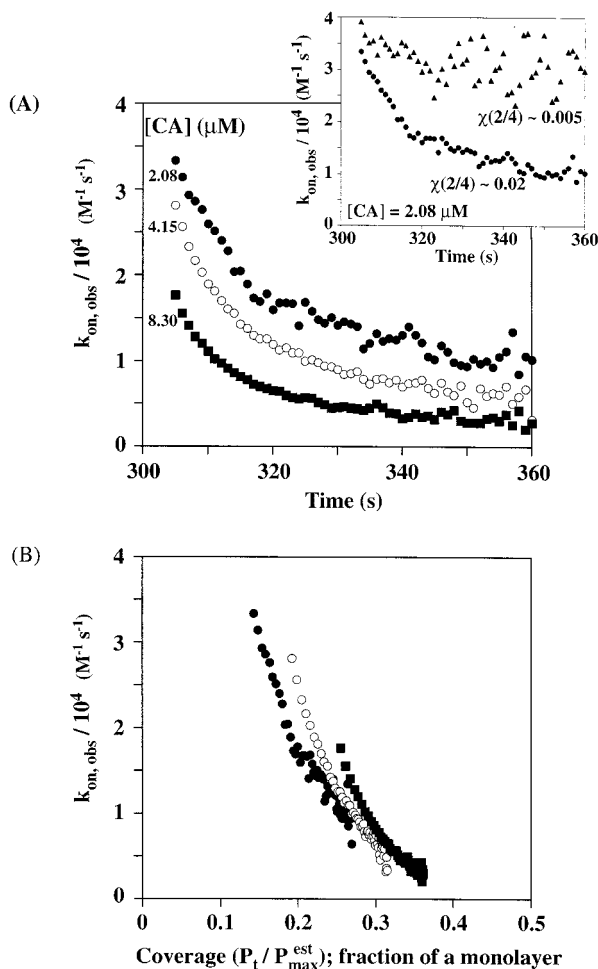 (A)
k_on, obs / 10^4 (M^-1 s^-1)
4
3
2
1
0
[CA] (μM)
2.08
4.15
8.30
300
320
340
360
Time (s)
k_on, obs / 10^4 (M^-1 s^-1)
4
3
2
1
0
χ(2/4) ~ 0.005
χ(2/4) ~ 0.02
[CA] = 2.08 μM
300
320
340
360
Time (s)
(B)
k_on, obs / 10^4 (M^-1 s^-1)
4
3
2
1
0
0
0.1
0.2
0.3
0.4
0.5
Coverage (P_t / P_max^est); fraction of a monolayer